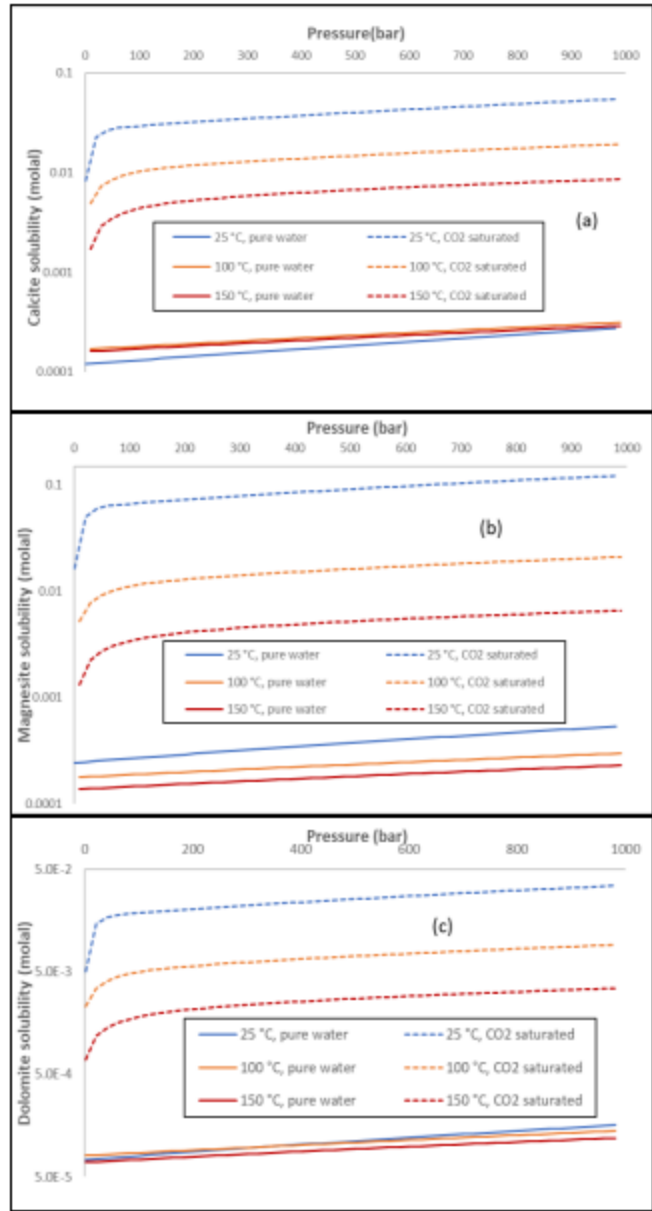 Pressure(bar)
0 100 200 300 400 500 600 700 800 900 1000
0.1
0.01
0.001
0.0001
Calcite solubility (molal)
(a)
25 °C, pure water 25 °C, CO2 saturated
100 °C, pure water 100 °C, CO2 saturated
150 °C, pure water 150 °C, CO2 saturated
Pressure (bar)
0 100 200 300 400 500 600 700 800 900 1000
0.1
0.01
0.001
0.0001
Magnesite solubility (molal)
(b)
25 °C, pure water 25 °C, CO2 saturated
100 °C, pure water 100 °C, CO2 saturated
150 °C, pure water 150 °C, CO2 saturated
Pressure (bar)
0 200 400 600 800 1000
5.0E-2
5.0E-3
5.0E-4
5.0E-5
Dolomite solubility (molal)
(c)
25 °C, pure water 25 °C, CO2 saturated
100 °C, pure water 100 °C, CO2 saturated
150 °C, pure water 150 °C, CO2 saturated